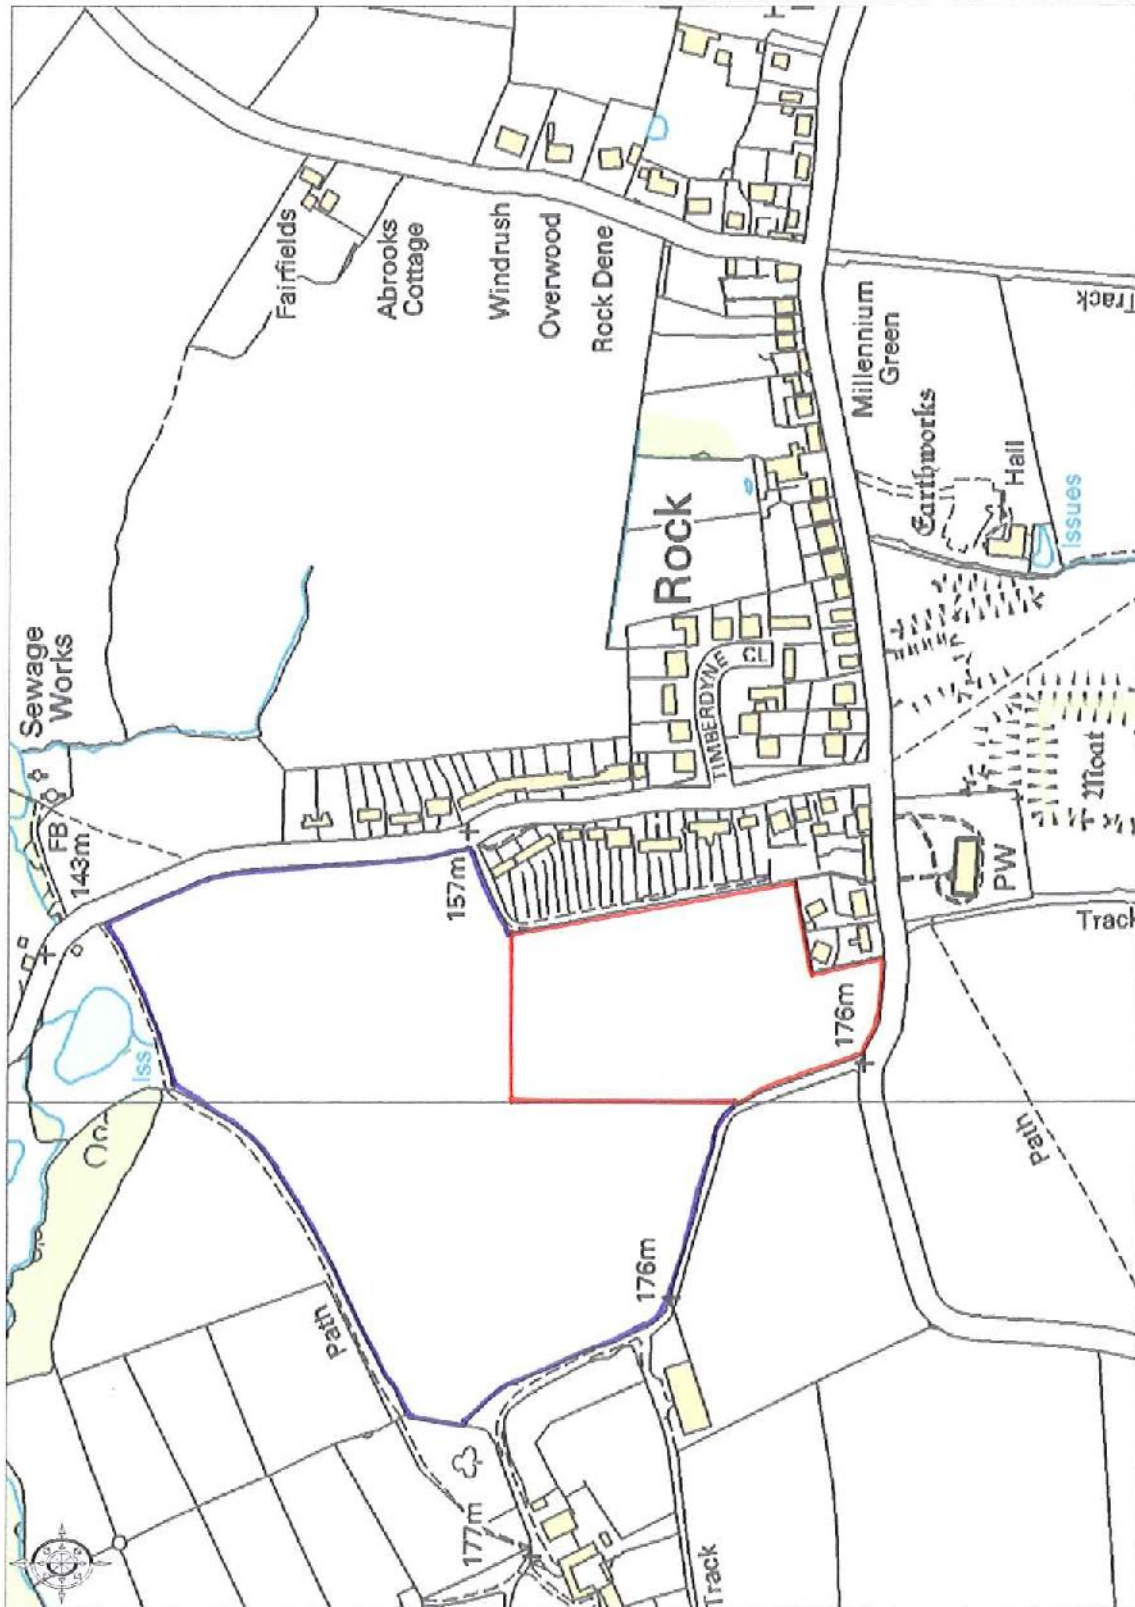 Sewage
Works
FB
143m
Iss
Path
177m
Track
176m
157m
Fairfields
Abrooks
Cottage
Windrush
Overwood
Rock Dene
Rock
TIMBERDYNE
176m
Path
Track
PW
Moat
Millennium
Green
Earthworks
Hall
Issues
Track